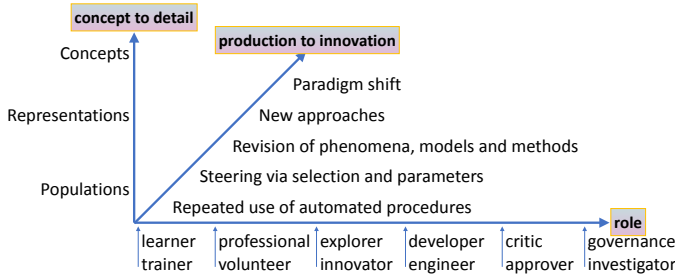 concept to detail
production to innovation
Concepts
Paradigm shift
Representations
New approaches
Revision of phenomena, models and methods
Steering via selection and parameters
Populations
Repeated use of automated procedures
role
learner
trainer
professional
volunteer
explorer
innovator
developer
engineer
critic
approver
governance
investigator